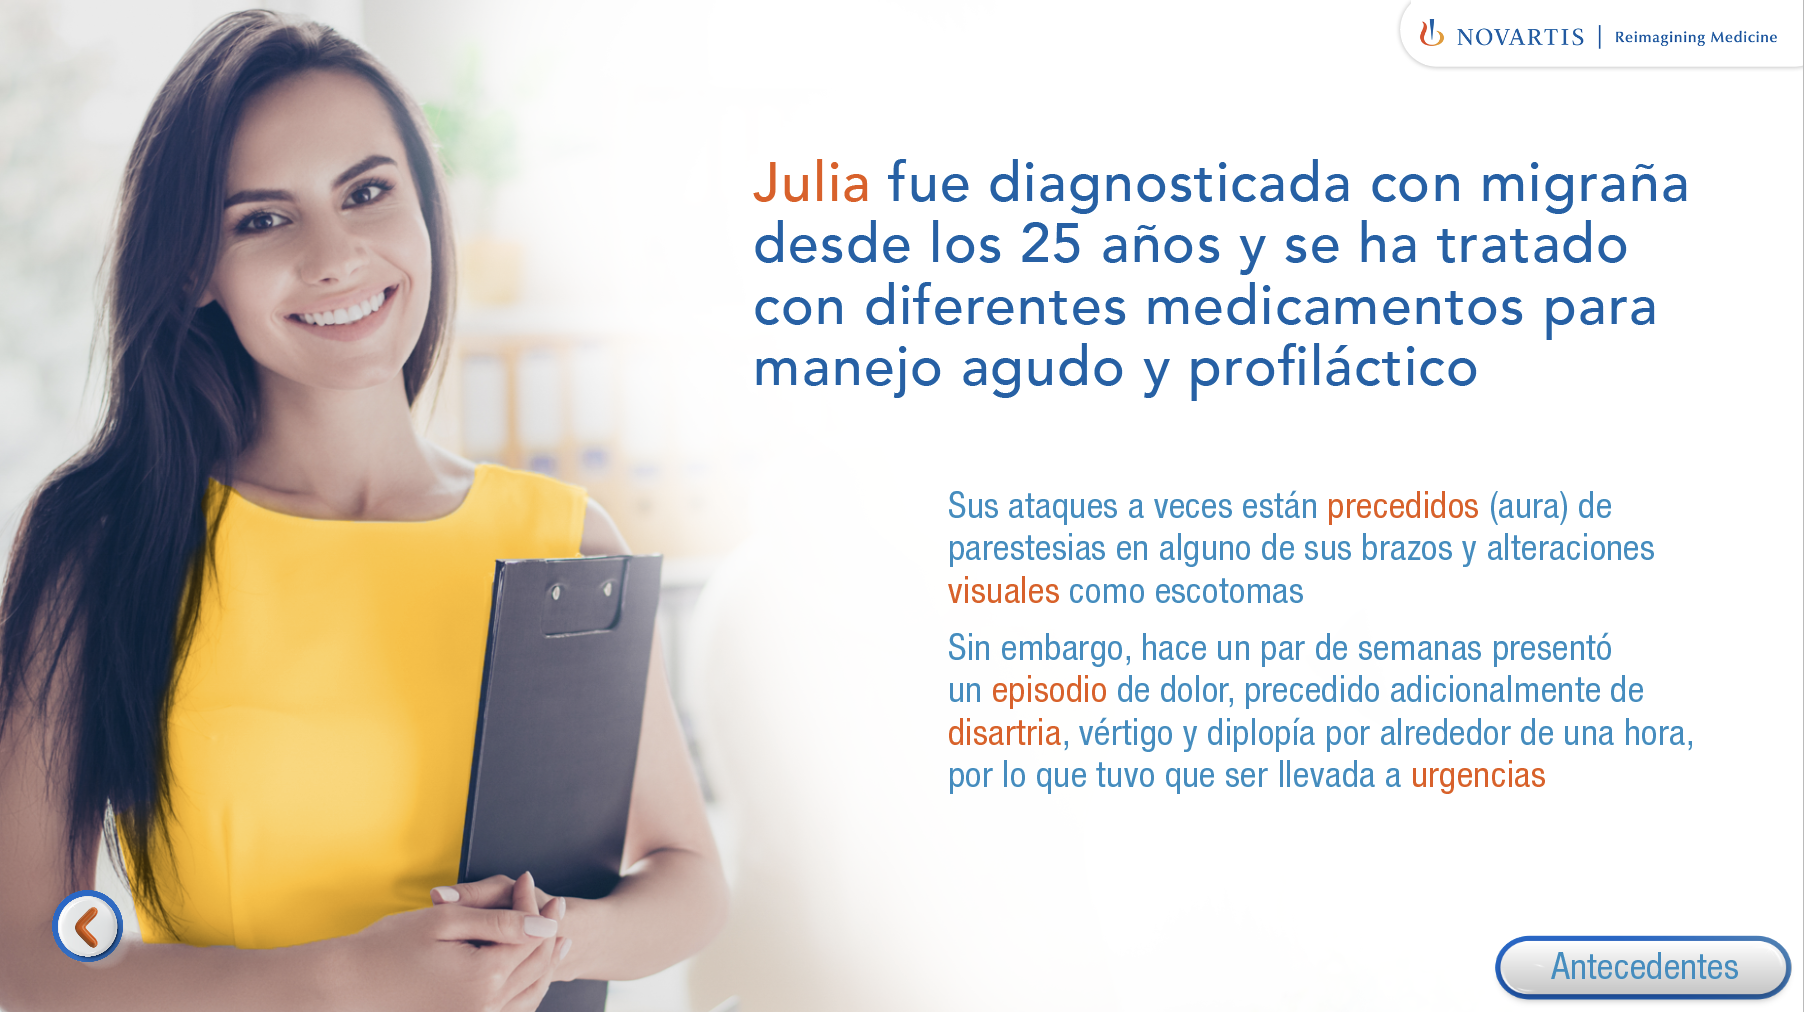 NOVARTIS | Reimagining Medicine
Julia fue diagnosticada con migraña
desde los 25 años y se ha tratado
con diferentes medicamentos para
manejo agudo y profiláctico
Sus ataques a veces están precedidos (aura) de
parestesias en alguno de sus brazos y alteraciones
visuales como escotomas
Sin embargo, hace un par de semanas presentó
un episodio de dolor, precedido adicionalmente de
disartria, vértigo y diplopía por alrededor de una hora,
por lo que tuvo que ser llevada a urgencias
Antecedentes